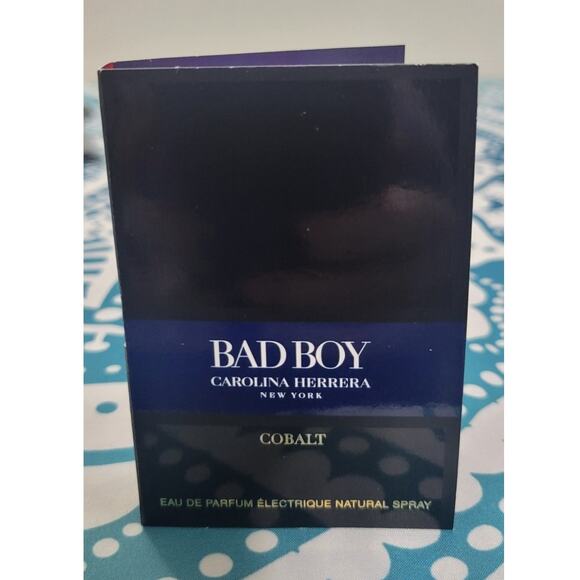 BAD BOY
CAROLINA HERRERA
NEW YORK
COBALT
EAU DE PARFUM ÉLECTRIQUE NATURAL SPRAY